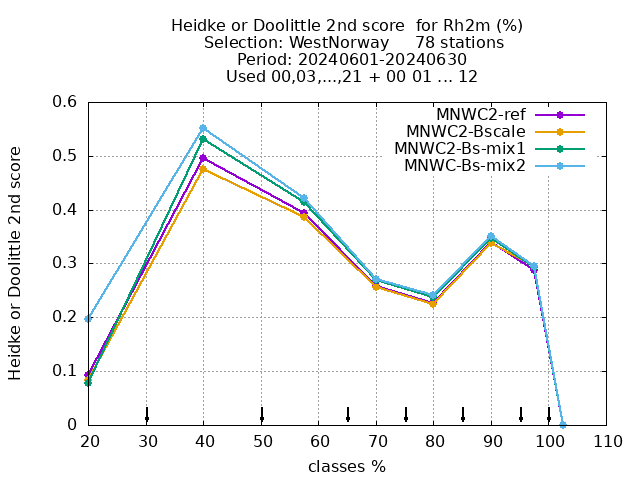 Heidke or Doolittle 2nd score  for Rh2m (%)
Selection: WestNorway     78 stations
Period: 20240601-20240630
Used 00,03,...,21 + 00 01 ... 12
MNWC2-ref
MNWC2-Bscale
MNWC2-Bs-mix1
MNWC-Bs-mix2
Heidke or Doolittle 2nd score
0.6
0.5
0.4
0.3
0.2
0.1
0
20 30 40 50 60 70 80 90 100 110
classes %